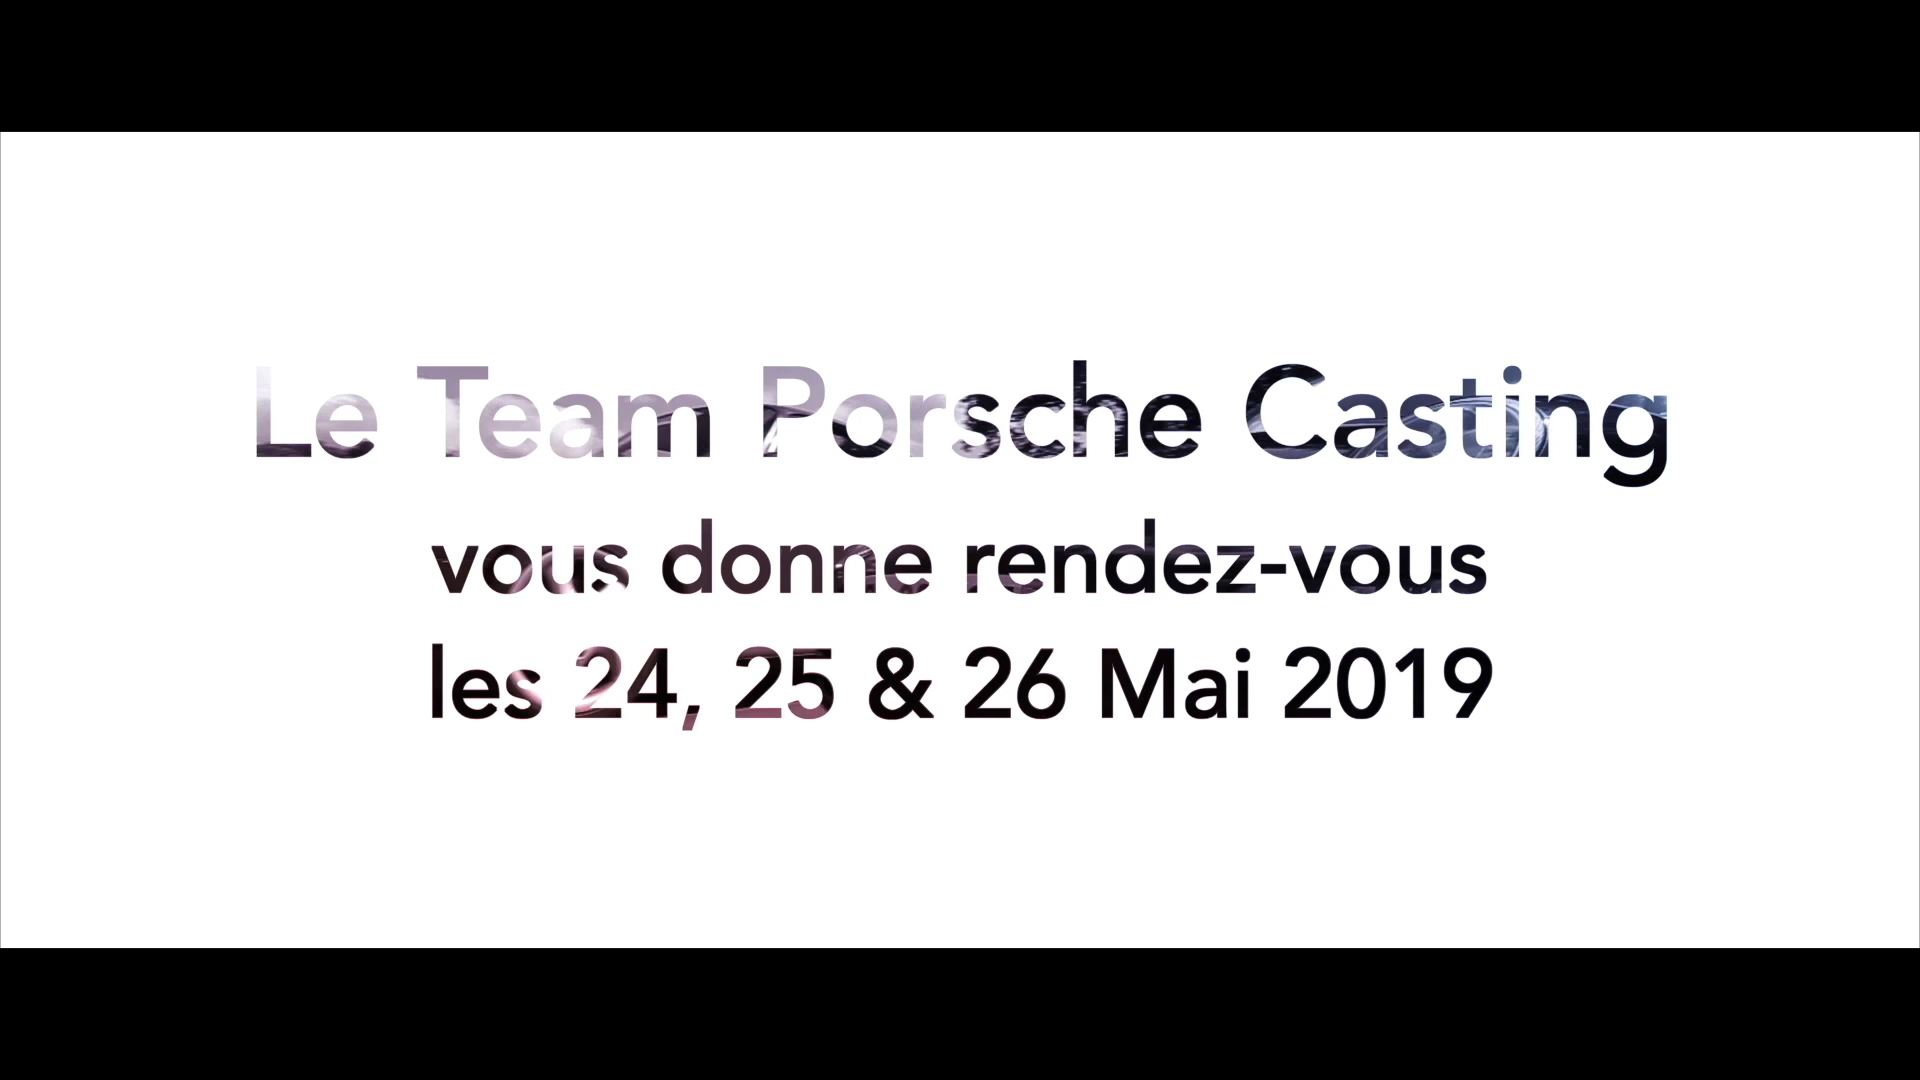 Le Team Porsche Casting
vous donne rendez-vous
les 24, 25 & 26 Mai 2019